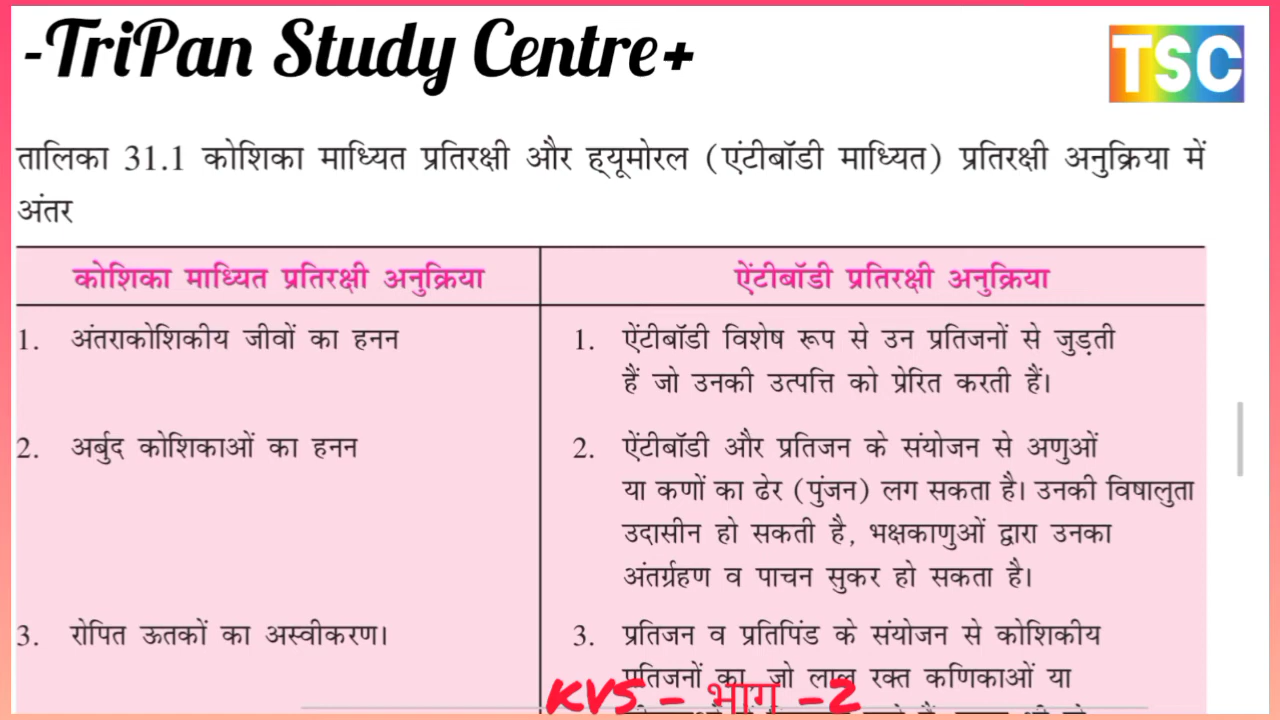 -TriPan Study Centre+
TSC
तालिका 31.1 कोशिका माध्यित प्रतिरक्षी और ह्यूमोरल (एंटीबॉडी माध्यित) प्रतिरक्षी अनुक्रिया में
अंतर
कोशिका माध्यित प्रतिरक्षी अनुक्रिया
ऐंटीबॉडी प्रतिरक्षी अनुक्रिया
1. अंतराकोशिकीय जीवों का हनन
1. ऐंटीबॉडी विशेष रूप से उन प्रतिजनों से जुड़ती
हैं जो उनकी उत्पत्ति को प्रेरित करती हैं।
2. अर्बुद कोशिकाओं का हनन
2. ऐंटीबॉडी और प्रतिजन के संयोजन से अणुओं
या कणों का ढेर (पुंजन) लग सकता है। उनकी विषालुता
उदासीन हो सकती है, भक्षकाणुओं द्वारा उनका
अंतर्ग्रहण व पाचन सुकर हो सकता है।
3. रोपित ऊतकों का अस्वीकरण।
3. प्रतिजन व प्रतिपिंड के संयोजन से कोशिकीय
प्रतिजनों का, जो लाल रक्त कणिकाओं या
KVS - भाग -2